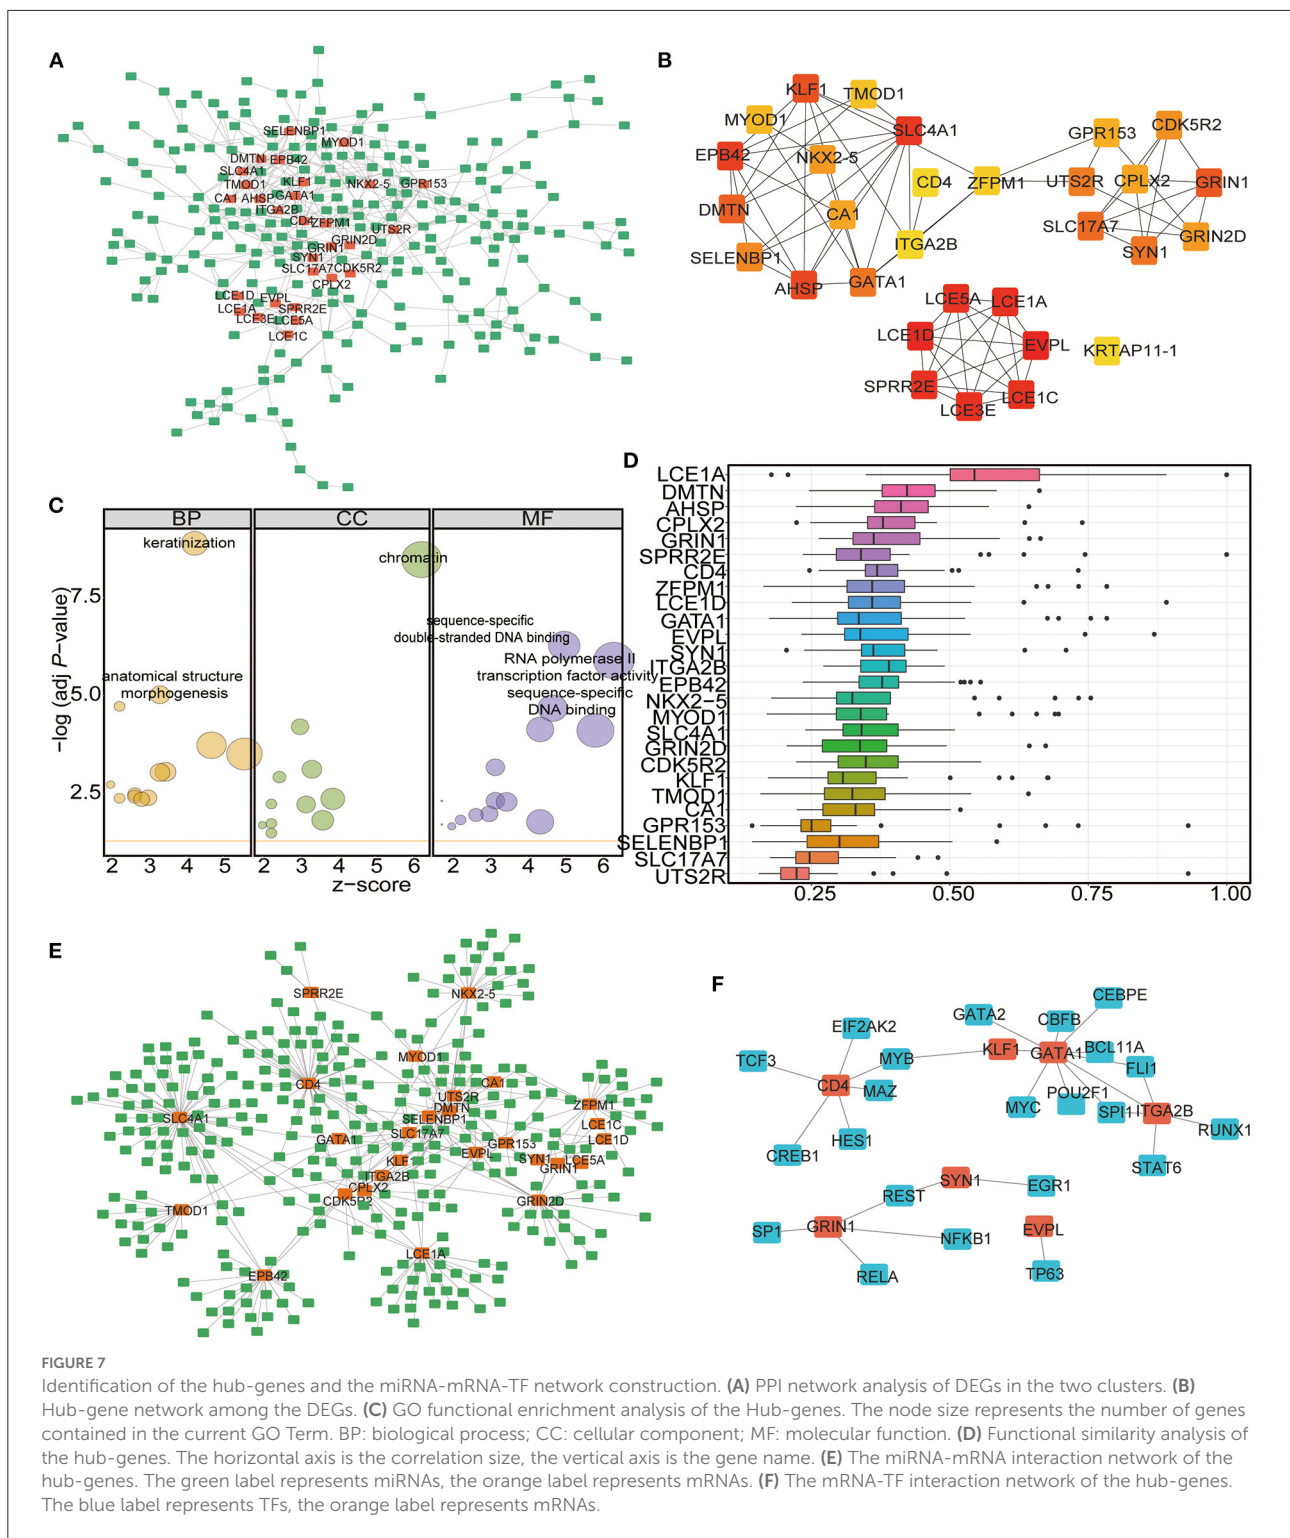 A
SELENBP1
MYOD1
DMTN EPB42
SLC4A1
TMOD1 KLF1 NKX2-5 GPR153
CA1 AHSP GATA1
ITGA2B
CD4 ZFPM1
UTS2R
GRIN2D
GRIN1
SYN1
SLC17A7 CDK5R2
CPLX2
LCE1D
EVPL
LCE1A SPRR2E
LCE3E LCE5A
LCE1C
B
KLF1
TMOD1
MYOD1
SLC4A1
EPB42
NKX2-5
CD4
ZFPM1
DMTN
CA1
ITGA2B
SELENBP1
AHSP
GATA1
GPR153
CDK5R2
UTS2R
CPLX2
GRIN1
SLC17A7
SYN1
GRIN2D
LCE5A
LCE1A
LCE1D
EVPL
SPRR2E
LCE3E
LCE1C
KRTAP11-1
C
BP CC MF
keratinization
chromatin
sequence-specific
double-stranded DNA binding
RNA polymerase II
transcription factor activity
sequence-specific
DNA binding
anatomical structure
morphogenesis
−log (adj P−value)
7.5
5.0
2.5
2 3 4 5 2 3 4 5 6 2 3 4 5 6
z−score
D
LCE1A
DMTN
AHSP
CPLX2
GRIN1
SPRR2E
CD4
ZFPM1
LCE1D
GATA1
EVPL
SYN1
ITGA2B
EPB42
NKX2−5
MYOD1
SLC4A1
GRIN2D
CDK5R2
KLF1
TMOD1
CA1
GPR153
SELENBP1
SLC17A7
UTS2R
0.25 0.50 0.75 1.00
E
SPRR2E
NKX2-5
MYOD1
CD4
CA1
UTS2R
DMTN
ZFPM1
SLC4A1
SELENBP1
LCE1C
SLC17A7
LCE1D
GATA1
GPR153
EVPL
KLF1
SYN1
LCE5A
GRIN1
ITGA2B
CPLX2
CDK5R2
GRIN2D
TMOD1
LCE1A
EPB42
F
CEBPE
GATA2
CBFB
EIF2AK2
TCF3
MYB
KLF1
GATA1
BCL11A
FLI1
CD4
MAZ
MYC
POU2F1
SPI1
ITGA2B
RUNX1
CREB1
HES1
STAT6
SYN1
EGR1
REST
SP1
GRIN1
NFKB1
EVPL
RELA
TP63
FIGURE 7
Identification of the hub-genes and the miRNA-mRNA-TF network construction. (A) PPI network analysis of DEGs in the two clusters. (B)
Hub-gene network among the DEGs. (C) GO functional enrichment analysis of the Hub-genes. The node size represents the number of genes
contained in the current GO Term. BP: biological process; CC: cellular component; MF: molecular function. (D) Functional similarity analysis of
the hub-genes. The horizontal axis is the correlation size, the vertical axis is the gene name. (E) The miRNA-mRNA interaction network of the
hub-genes. The green label represents miRNAs, the orange label represents mRNAs. (F) The mRNA-TF interaction network of the hub-genes.
The blue label represents TFs, the orange label represents mRNAs.